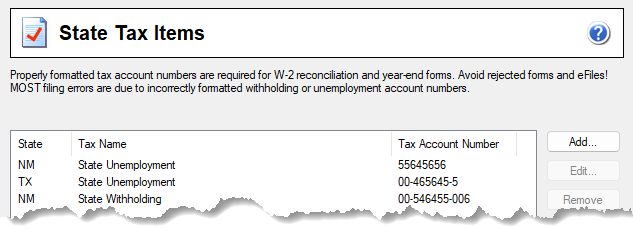 State Tax Items
Properly formatted tax account numbers are required for W-2 reconciliation and year-end forms. Avoid rejected forms and eFiles!
MOST filing errors are due to incorrectly formatted withholding or unemployment account numbers.
State Tax Name Tax Account Number
Add...
NM State Unemployment 55645656
Edit...
TX State Unemployment 00-465645-5
NM State Withholding 00-546455-006
Remove